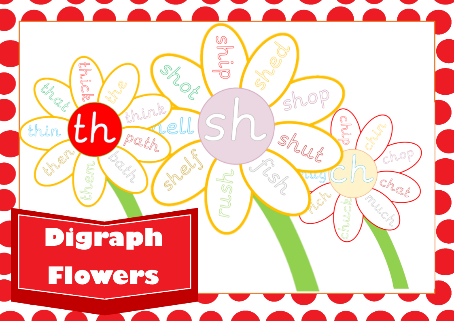 thick
the
think
path
bath
them
then
thin
that
th
ship
shed
shop
shut
fish
rush
shelf
shot
sh
chip
chin
chop
chat
much
ch
Digraph
Flowers